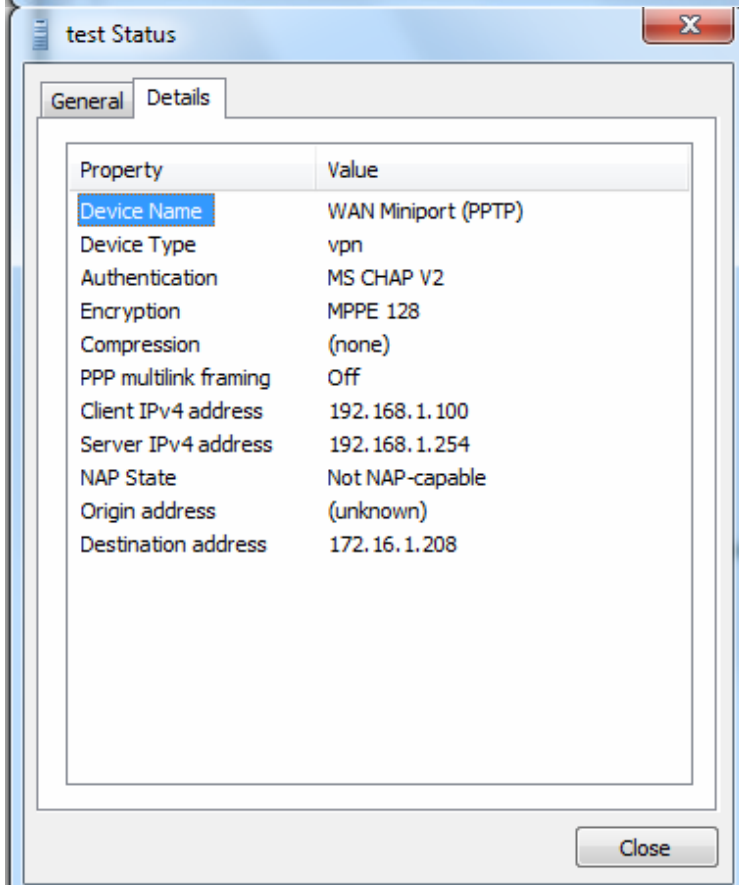 test Status
General Details
Property Value
Device Name WAN Miniport (PPTP)
Device Type vpn
Authentication MS CHAP V2
Encryption MPPE 128
Compression (none)
PPP multilink framing Off
Client IPv4 address 192.168.1.100
Server IPv4 address 192.168.1.254
NAP State Not NAP-capable
Origin address (unknown)
Destination address 172.16.1.208
Close